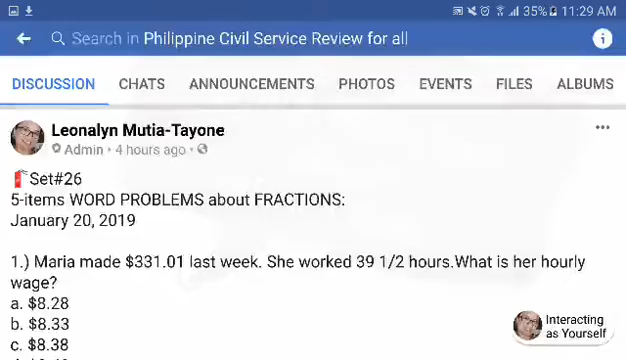 35% 11:29 AM
Search in Philippine Civil Service Review for all
DISCUSSION CHATS ANNOUNCEMENTS PHOTOS EVENTS FILES ALBUMS
Leonalyn Mutia-Tayone
Admin • 4 hours ago •
Set#26
5-items WORD PROBLEMS about FRACTIONS:
January 20, 2019
1.) Maria made $331.01 last week. She worked 39 1/2 hours.What is her hourly
wage?
a. $8.28
b. $8.33
c. $8.38
Interacting
as Yourself